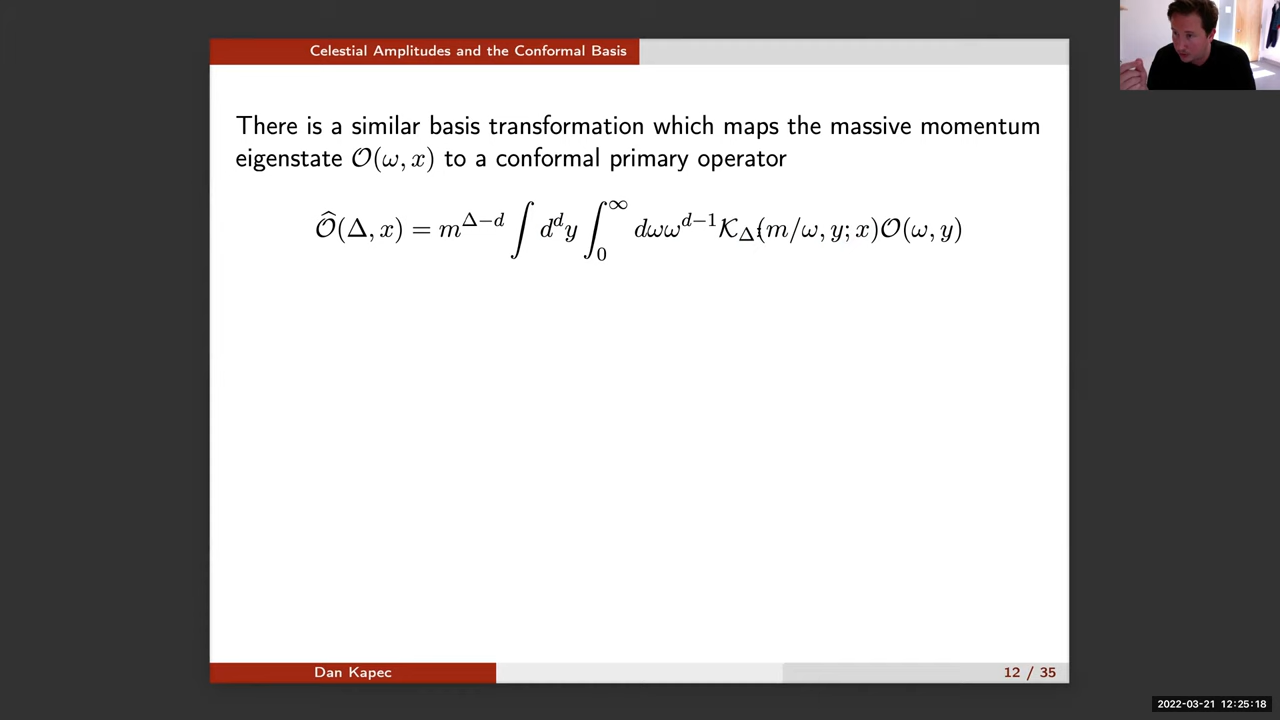 Celestial Amplitudes and the Conformal Basis
There is a similar basis transformation which maps the massive momentum
eigenstate 𝒪(ω, x) to a conformal primary operator
𝒪̂(Δ, x) = m^{Δ−d} ∫ d^d y ∫_0^∞ dωω^{d−1} 𝒦_Δ(m/ω, y; x)𝒪(ω, y)
Dan Kapec
12 / 35
2022-03-21 12:25:18